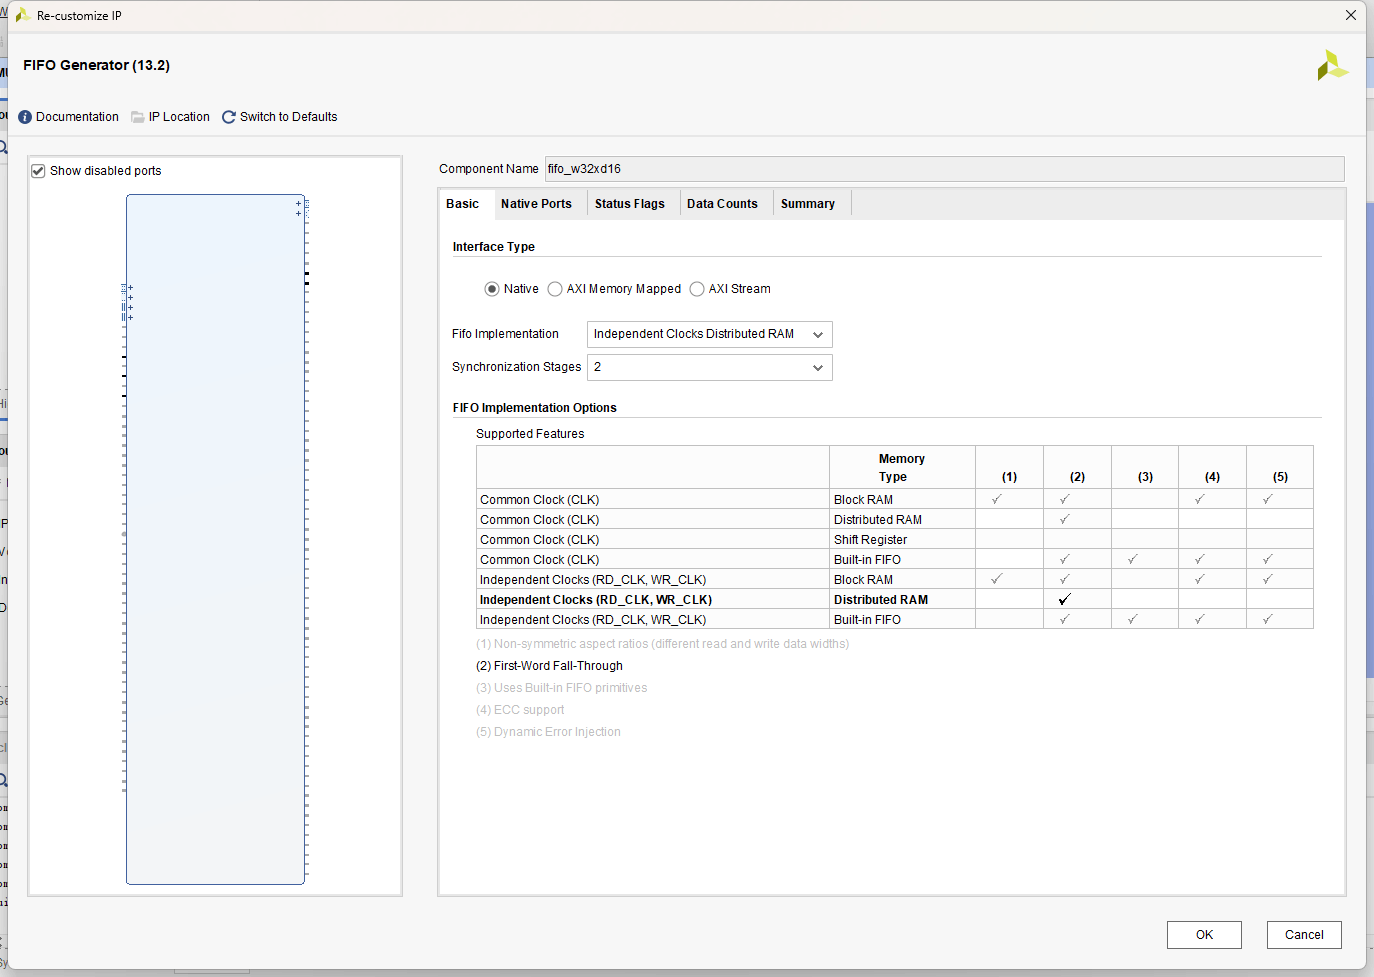 Re-customize IP
FIFO Generator (13.2)
Documentation IP Location Switch to Defaults
Show disabled ports
Component Name fifo_w32xd16
Basic Native Ports Status Flags Data Counts Summary
Interface Type
Native AXI Memory Mapped AXI Stream
Fifo Implementation Independent Clocks Distributed RAM
Synchronization Stages 2
FIFO Implementation Options
Supported Features
Memory
Type (1) (2) (3) (4) (5)
Common Clock (CLK) Block RAM ✓ ✓ ✓ ✓
Common Clock (CLK) Distributed RAM ✓
Common Clock (CLK) Shift Register
Common Clock (CLK) Built-in FIFO ✓ ✓ ✓ ✓
Independent Clocks (RD_CLK, WR_CLK) Block RAM ✓ ✓ ✓ ✓
Independent Clocks (RD_CLK, WR_CLK) Distributed RAM ✓
Independent Clocks (RD_CLK, WR_CLK) Built-in FIFO ✓ ✓ ✓ ✓
(1) Non-symmetric aspect ratios (different read and write data widths)
(2) First-Word Fall-Through
(3) Uses Built-in FIFO primitives
(4) ECC support
(5) Dynamic Error Injection
OK Cancel